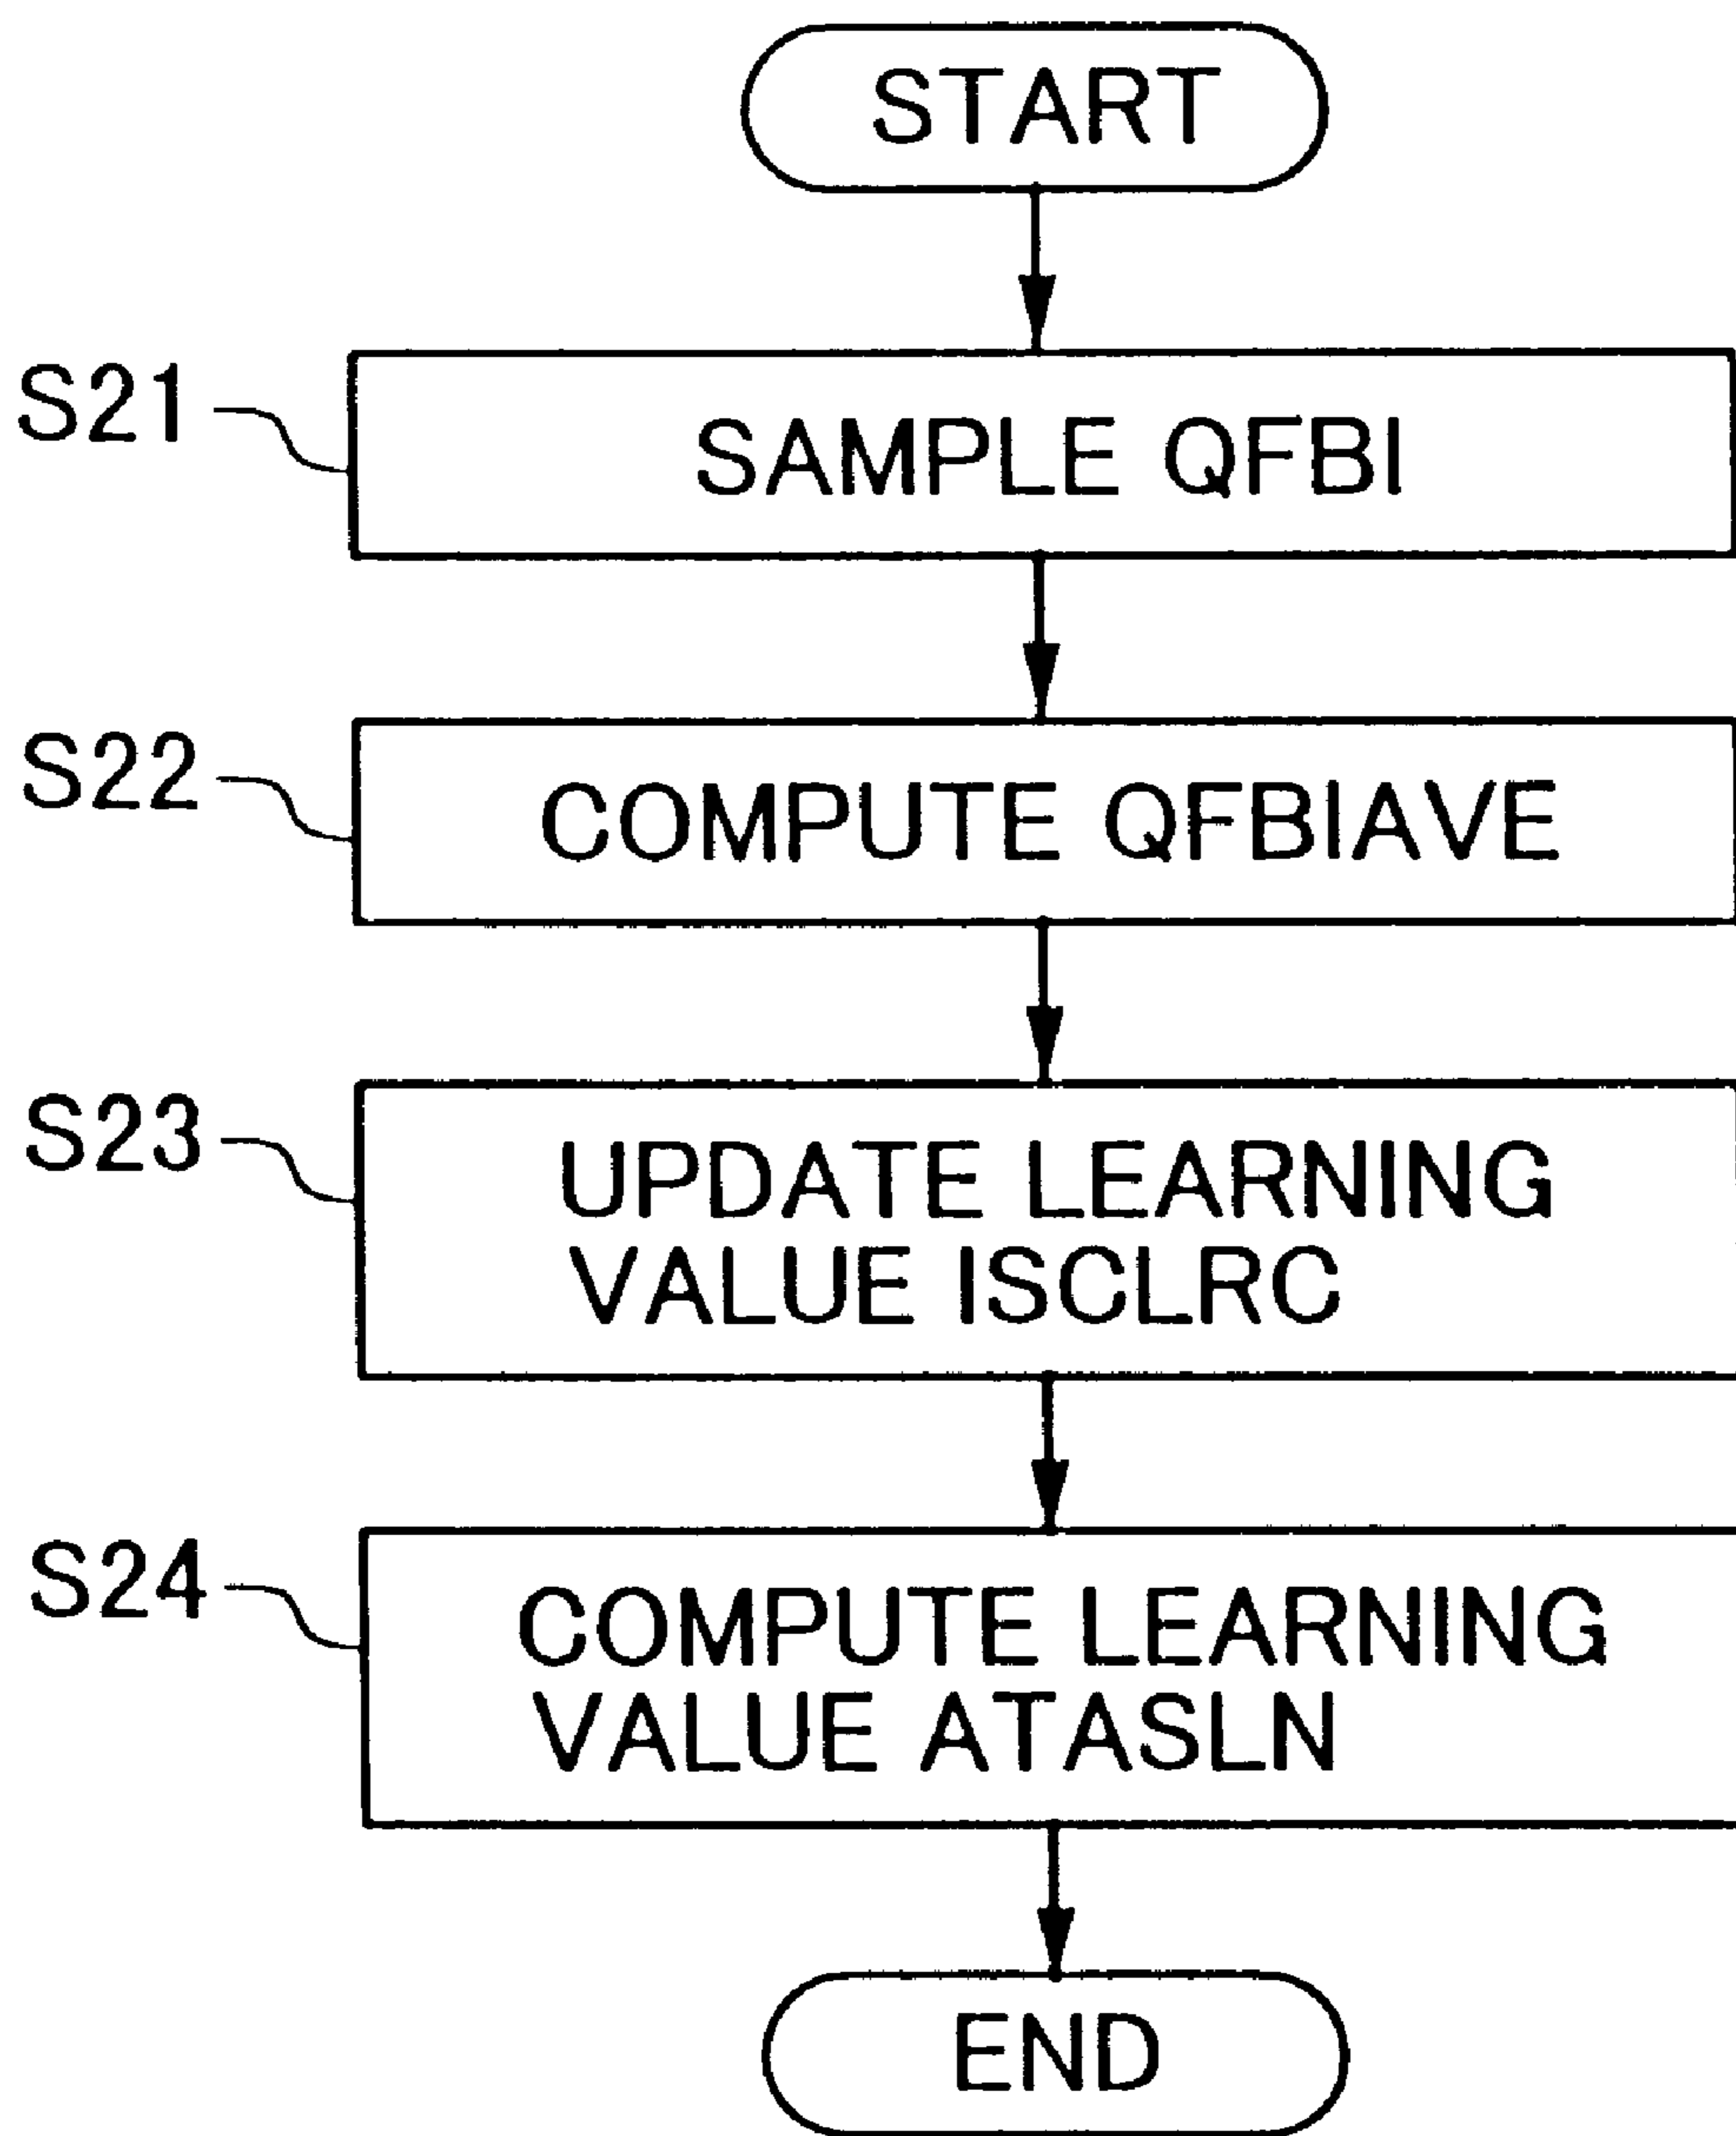 START
S21
SAMPLE QFBI
S22
COMPUTE QFBIAVE
S23
UPDATE LEARNING
VALUE ISCLRC
S24
COMPUTE LEARNING
VALUE ATASLN
END